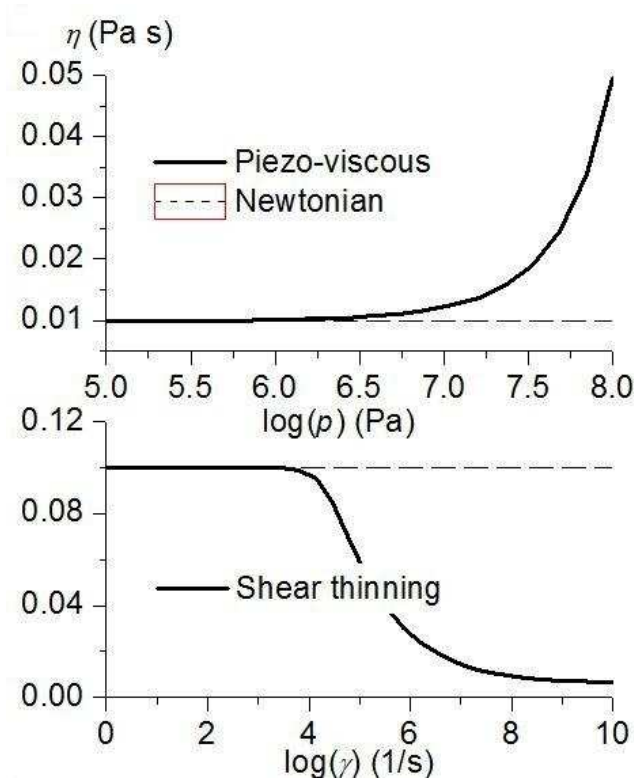 η (Pa s)
0.05
0.04
Piezo-viscous
0.03
Newtonian
0.02
0.01
5.0 5.5 6.0 6.5 7.0 7.5 8.0
log(p) (Pa)
0.12
0.08
Shear thinning
0.04
0.00
0 2 4 6 8 10
log(γ) (1/s)